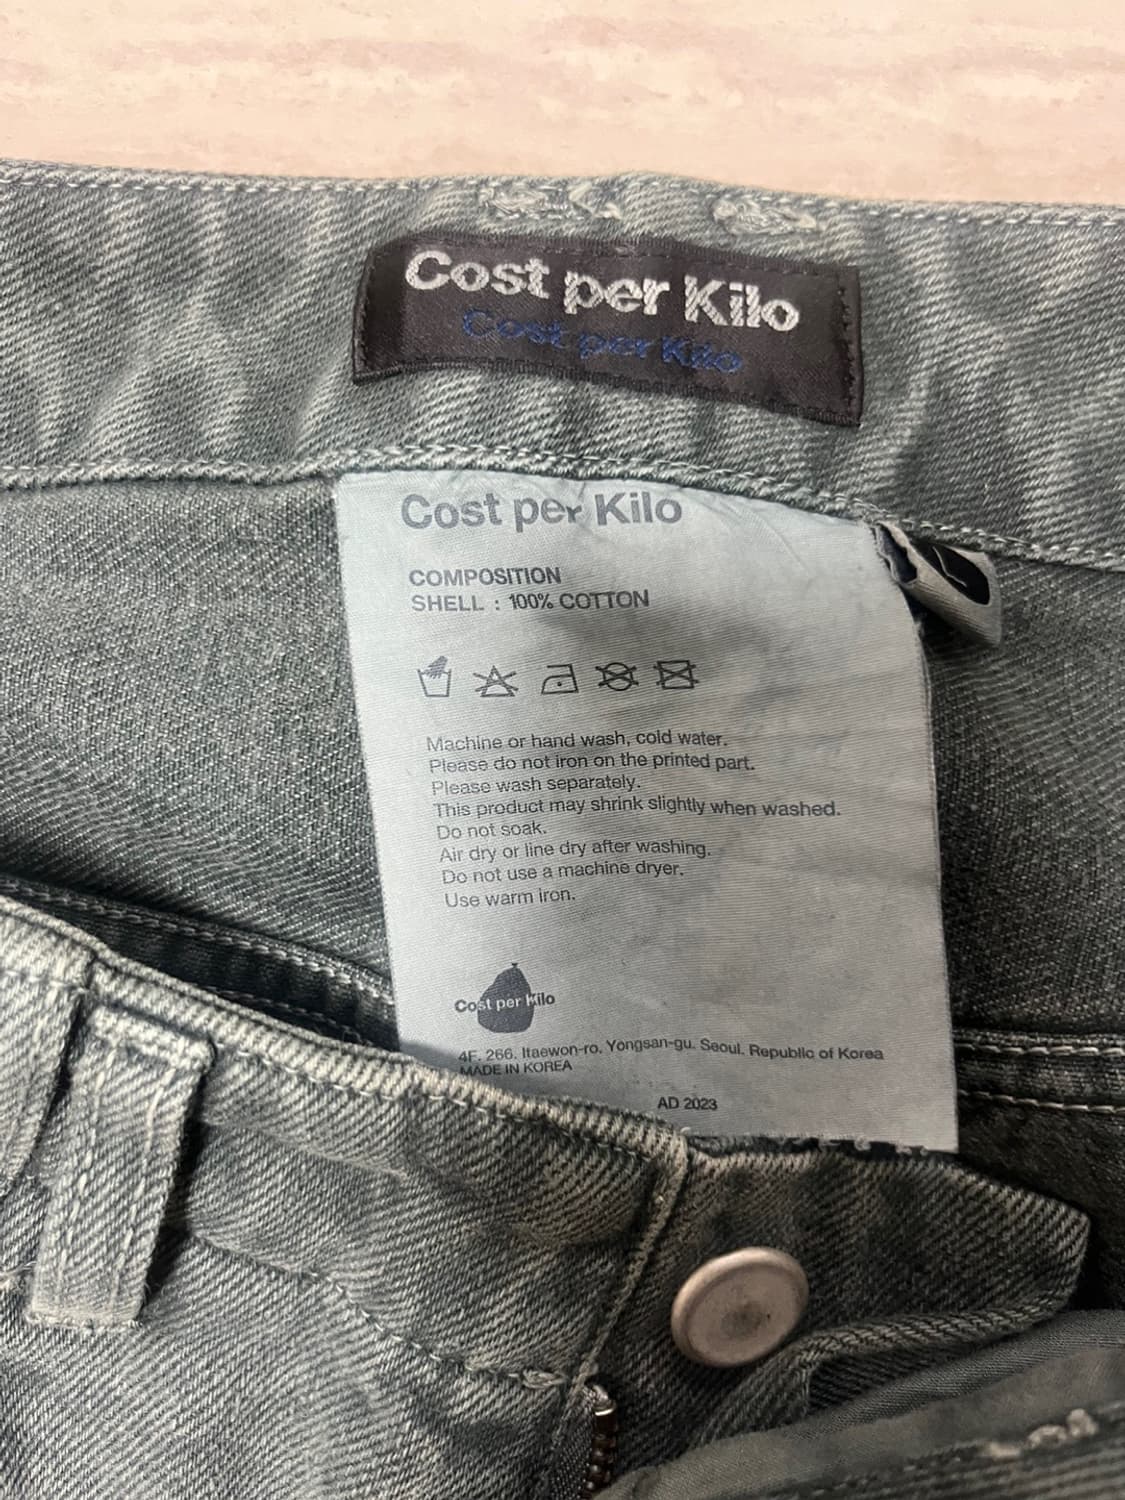 Cost per Kilo
Cost per Kilo
Cost per Kilo
COMPOSITION
SHELL : 100% COTTON
Machine or hand wash, cold water.
Please do not iron on the printed part.
Please wash separately.
This product may shrink slightly when washed.
Do not soak.
Air dry or line dry after washing.
Do not use a machine dryer.
Use warm iron.
Cost per Kilo
4F. 266. Itaewon-ro. Yongsan-gu. Seoul. Republic of Korea
MADE IN KOREA
AD 2023